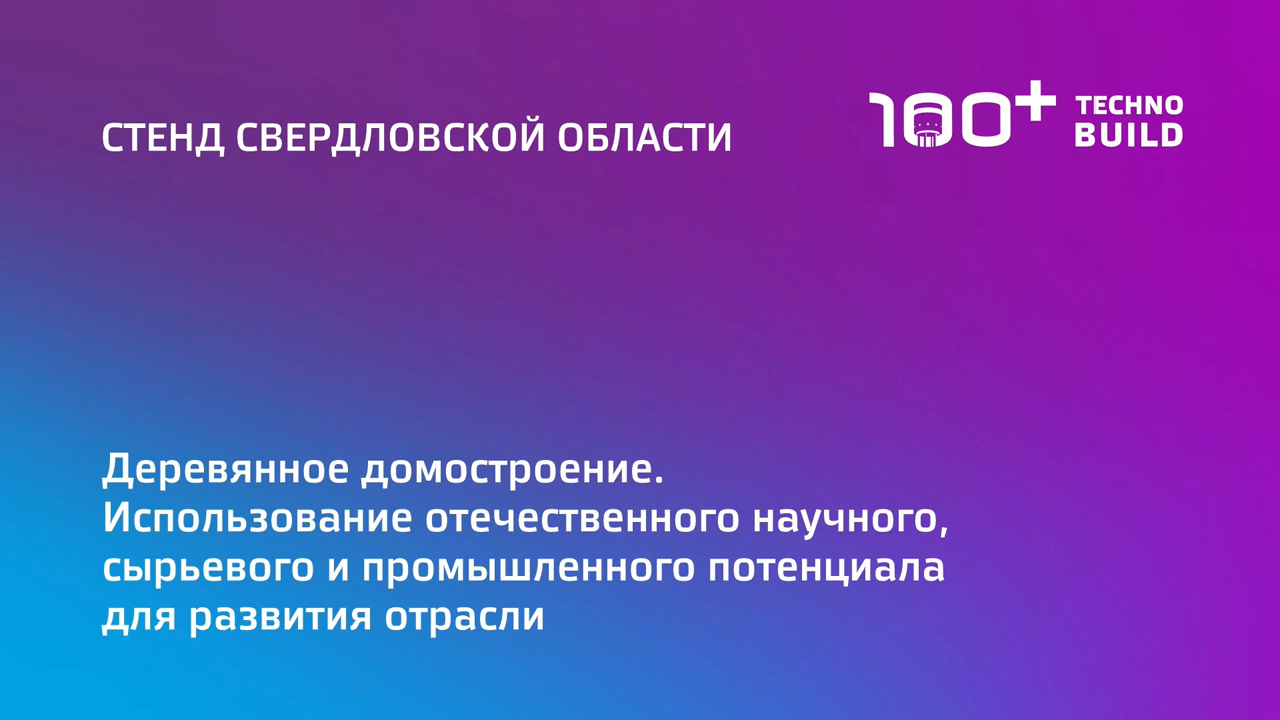 СТЕНД СВЕРДЛОВСКОЙ ОБЛАСТИ
100+ TECHNO
BUILD
Деревянное домостроение.
Использование отечественного научного,
сырьевого и промышленного потенциала
для развития отрасли